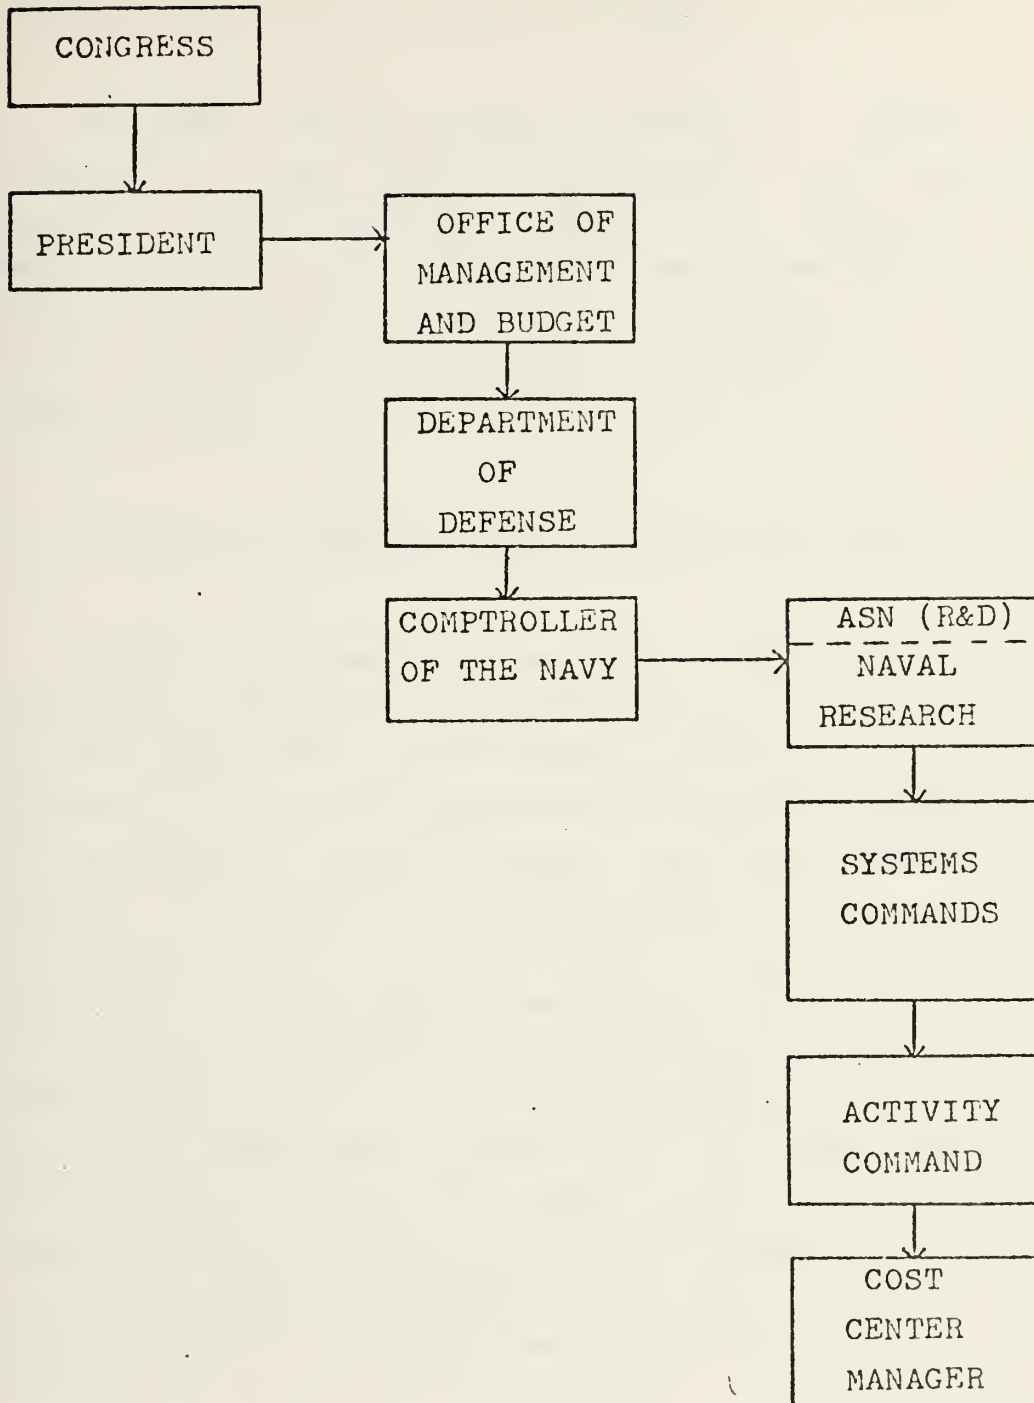 CONGRESS
PRESIDENT
OFFICE OF
MANAGEMENT
AND BUDGET
DEPARTMENT
OF
DEFENSE
COMPTROLLER
OF THE NAVY
ASN (R&D)
NAVAL
RESEARCH
SYSTEMS
COMMANDS
ACTIVITY
COMMAND
COST
CENTER
MANAGER